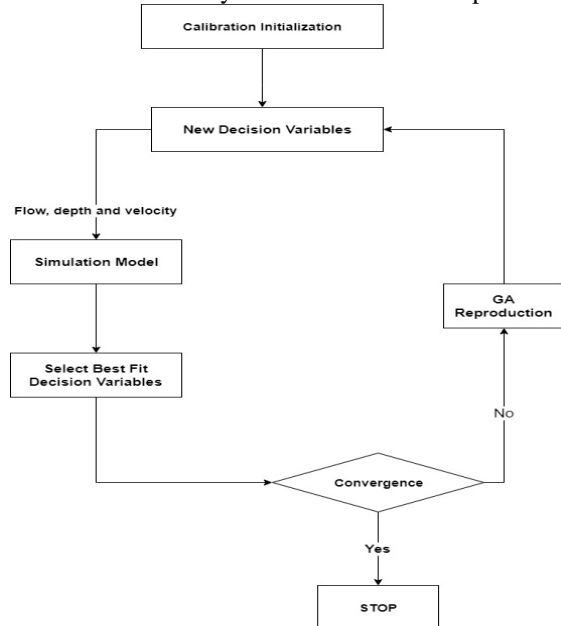 Calibration Initialization
New Decision Variables
Flow, depth and velocity
Simulation Model
GA
Reproduction
Select Best Fit
Decision Variables
No
Convergence
Yes
STOP